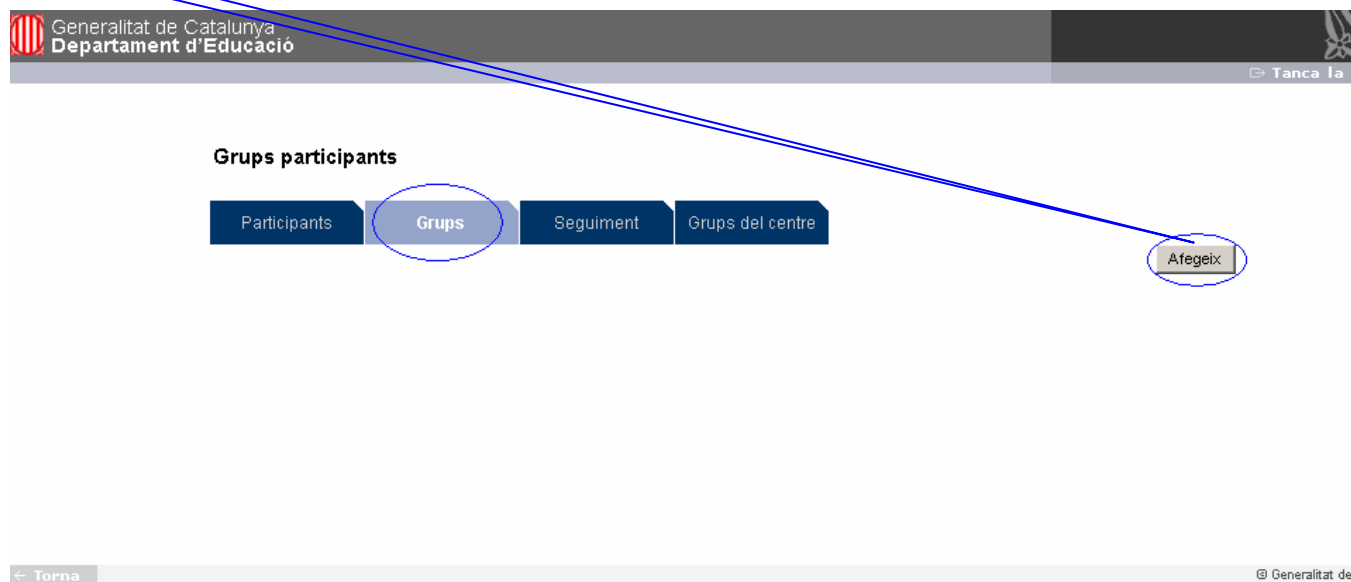 Generalitat de Catalunya
Departament d'Educació
Tanca la
Grups participants
Participants Grups Seguiment Grups del centre
Afegeix
← Torna
© Generalitat de